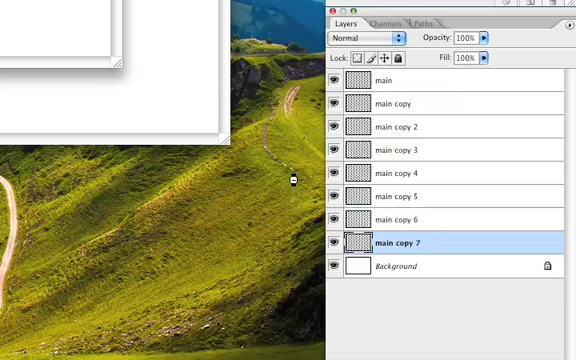 Layers Channels Paths
Normal Opacity: 100%
Lock: Fill: 100%
main
main copy
main copy 2
main copy 3
main copy 4
main copy 5
main copy 6
main copy 7
Background